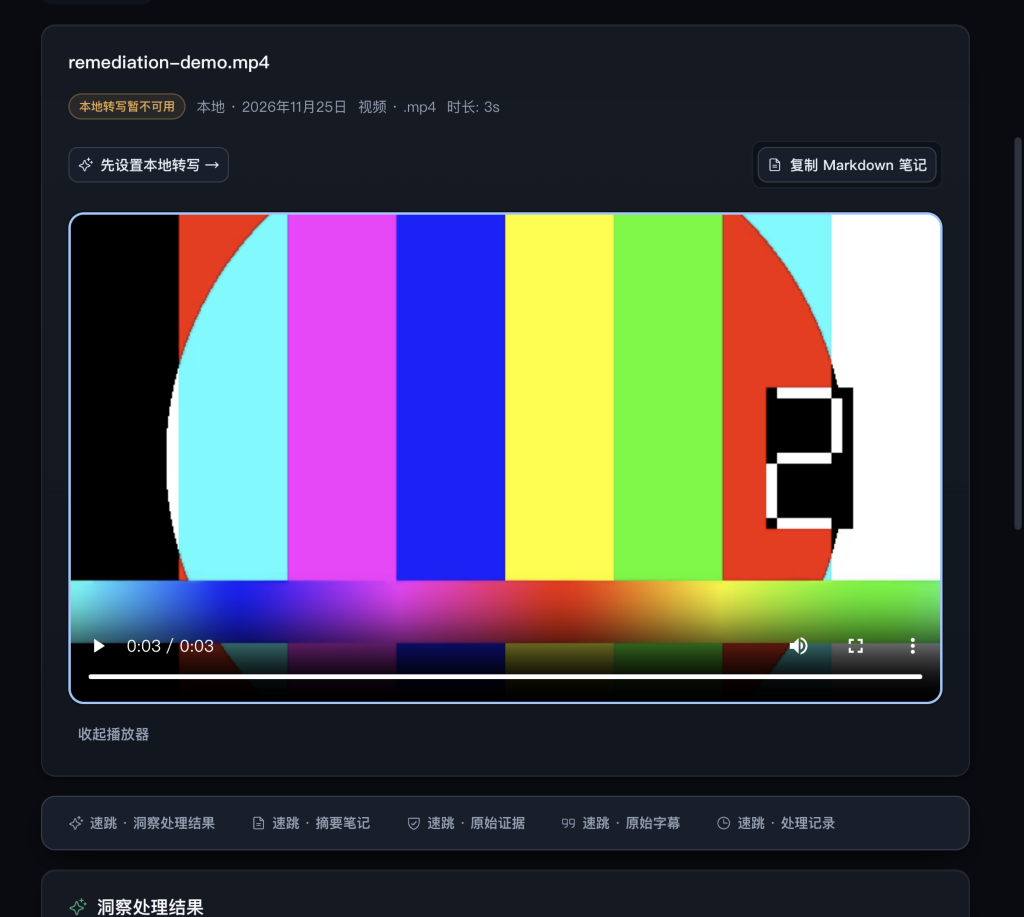 remediation-demo.mp4
本地转写暂不可用 本地 · 2026年11月25日 视频 · .mp4 时长: 3s
先设置本地转写 → 复制 Markdown 笔记
2
0:03 / 0:03
收起播放器
速跳 · 洞察处理结果 速跳 · 摘要笔记 速跳 · 原始证据 速跳 · 原始字幕 速跳 · 处理记录
洞察处理结果